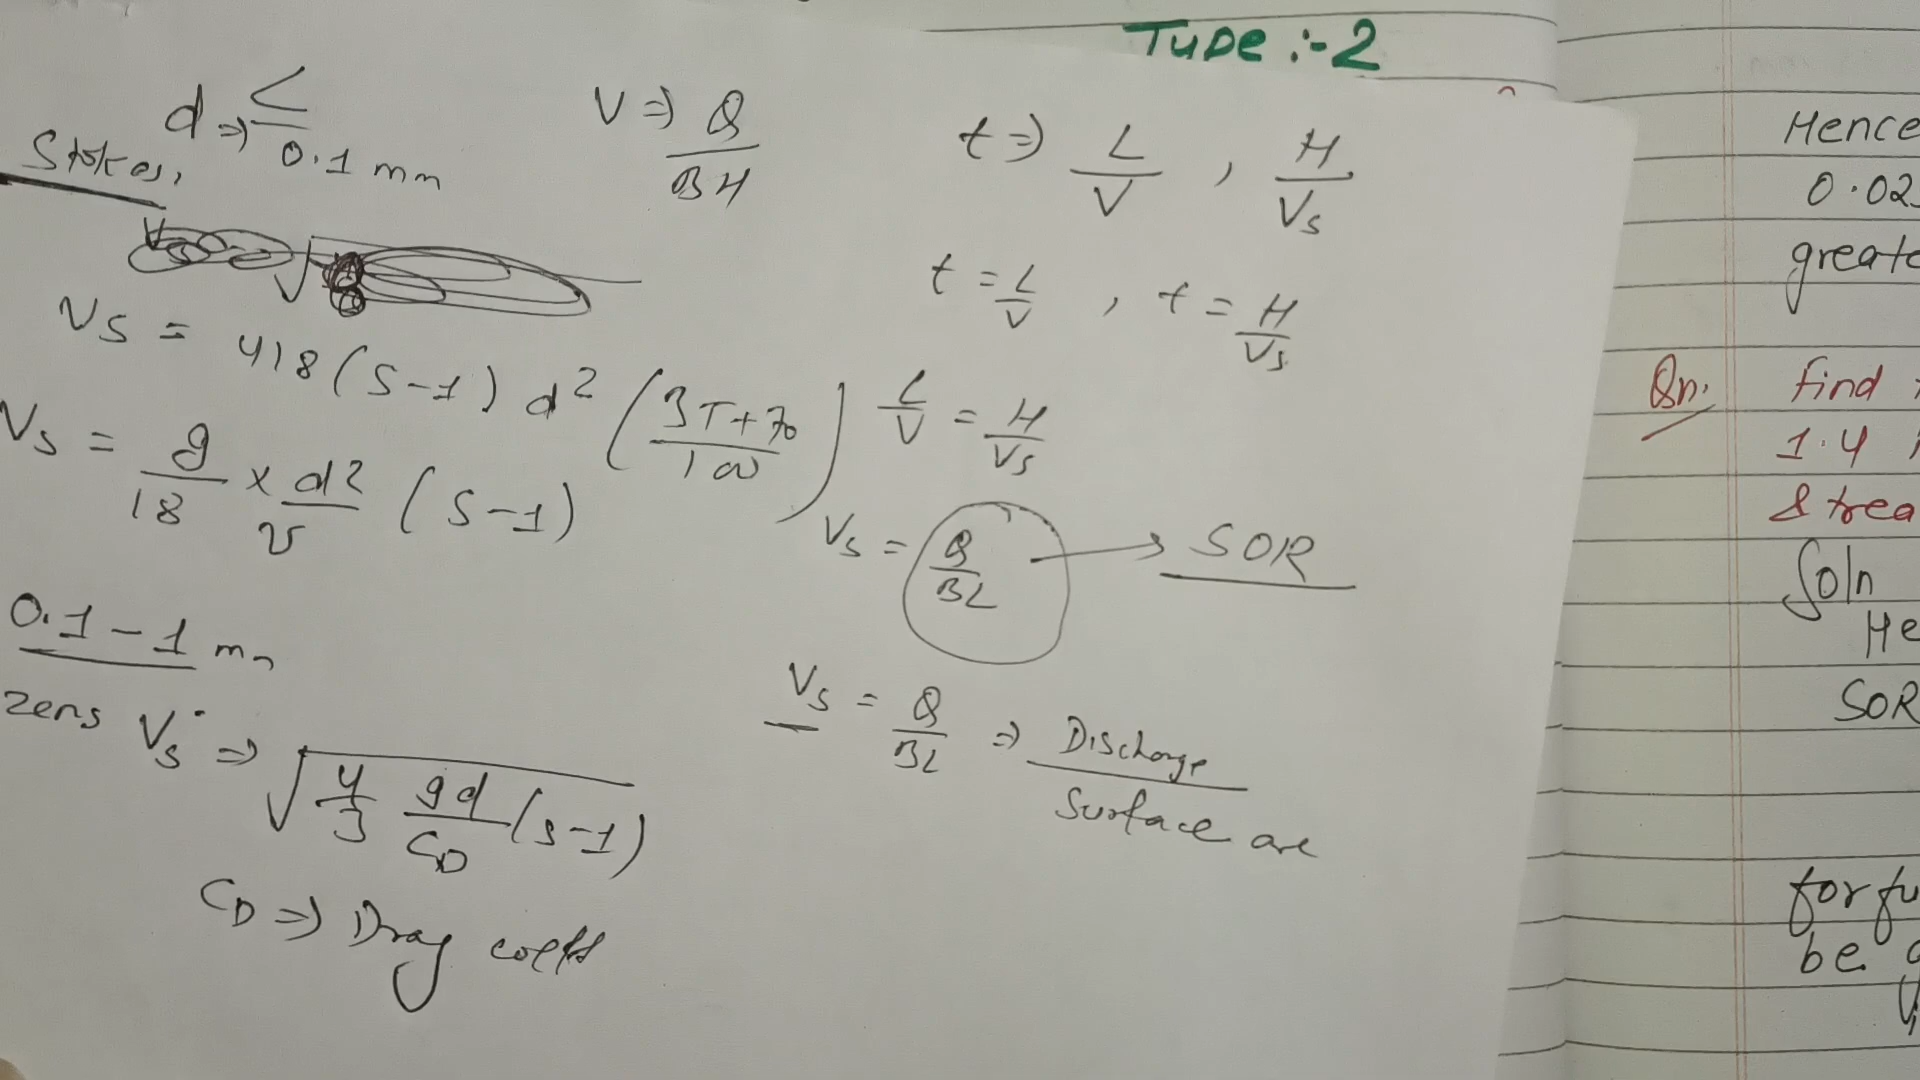 Type :- 2
d ⇒ < 0.1 mm
Stokes,
Vs = 418 (S-1) d² (3T+70 / 100)
Vs = g/18 × d²/ν (S-1)
0.1 - 1 mm
Vs ⇒ √(4/3 gd/CD (s-1))
CD ⇒ Drag coeff
V ⇒ Q/BH
t ⇒ L/V , H/Vs
t = L/V , t = H/Vs
L/V = H/Vs
Vs = Q/BL → SOR
Vs = Q/BL ⇒ Discharge / Surface are
Hence
0.02
greate
Qn. find
1.4
& trea
Soln
He
SOR
for fu
be